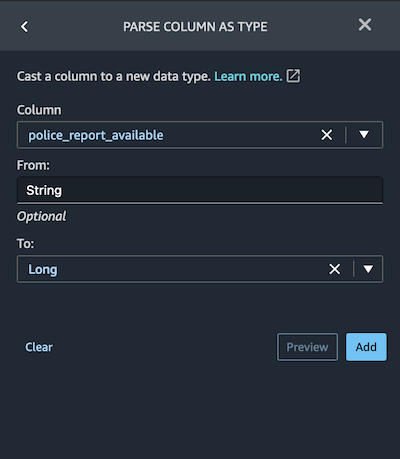 PARSE COLUMN AS TYPE
Cast a column to a new data type. Learn more.
Column
police_report_available
From:
String
Optional
To:
Long
Clear
Preview
Add